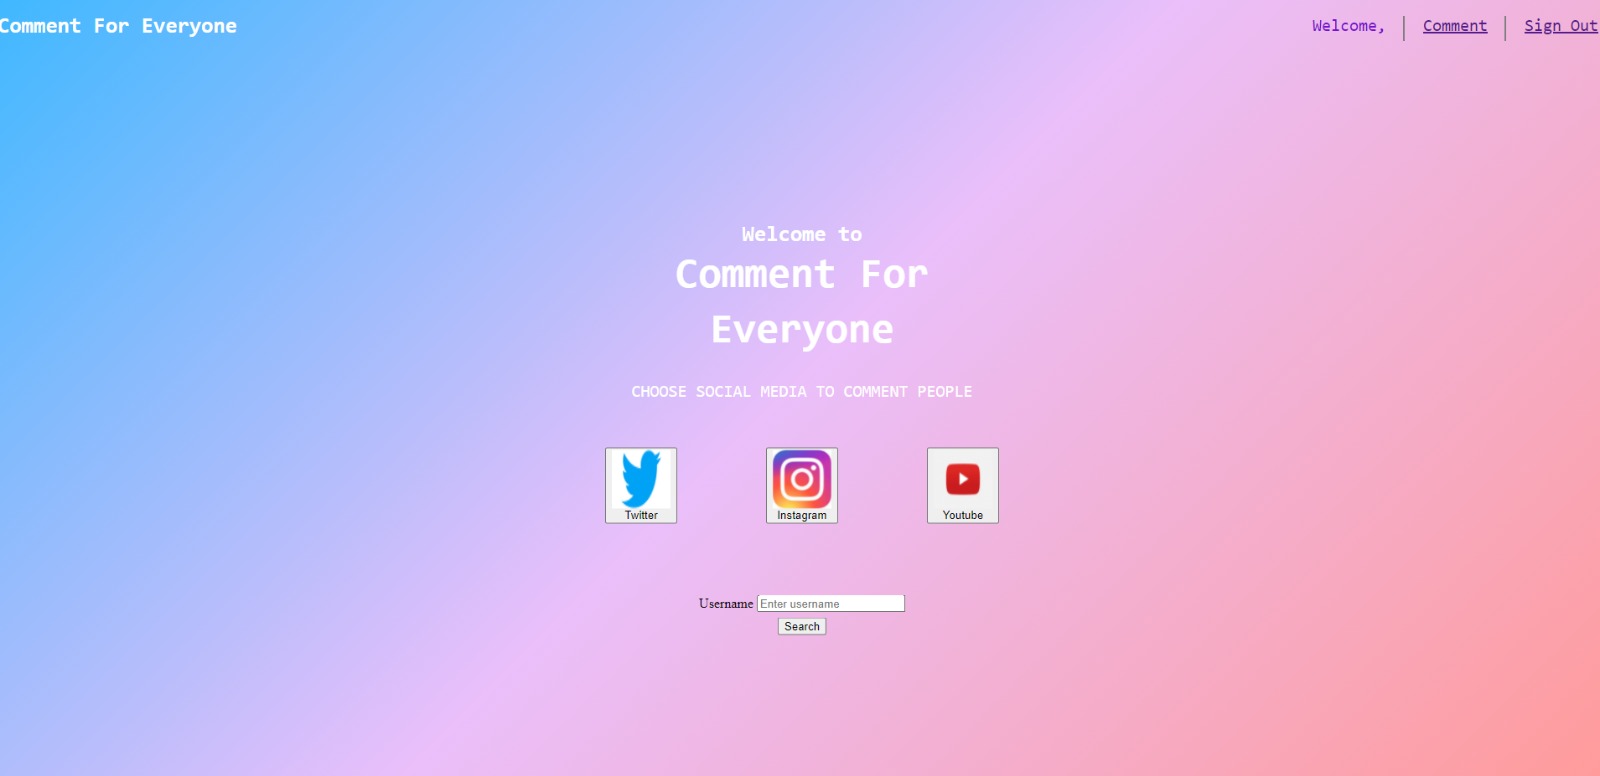 Comment For Everyone
Welcome,
Comment
Sign Out
Welcome to
Comment For
Everyone
CHOOSE SOCIAL MEDIA TO COMMENT PEOPLE
Twitter
Instagram
Youtube
Username Enter username
Search